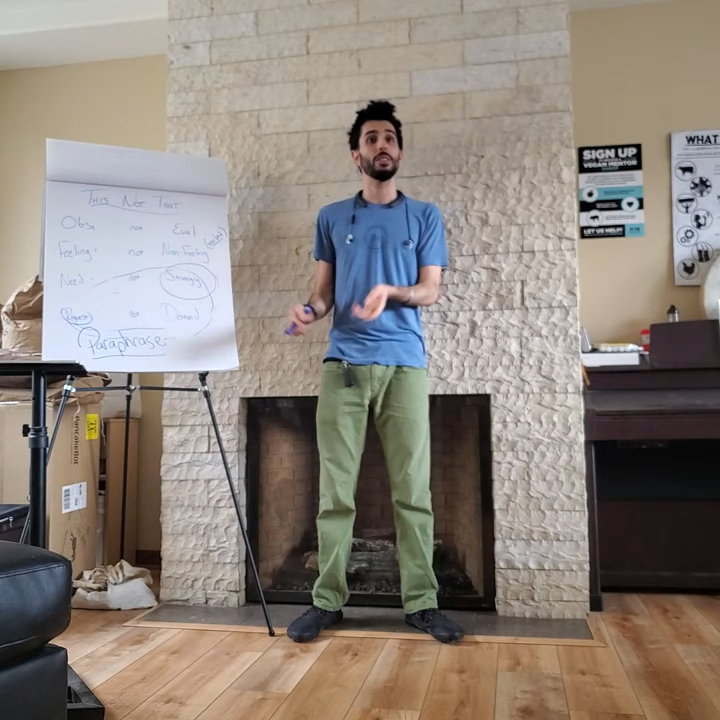 THIS NOT THAT
Obs. not Eval
Feeling. not Non-Feeling
Need. not Strategy
Request not Demand
Paraphrase
PancakeBot
SIGN UP
VEGAN MENTOR
LET US HELP!
WHAT